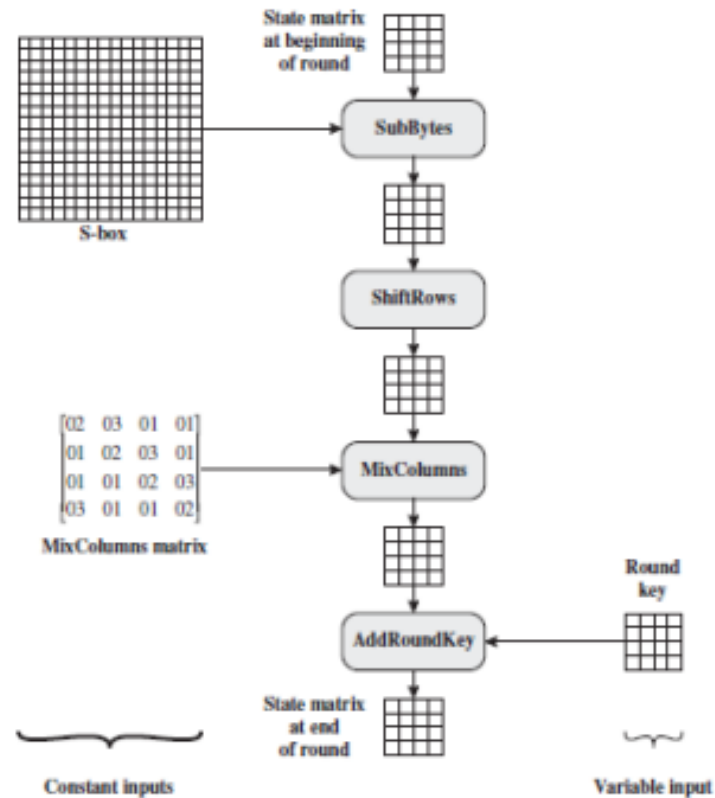 State matrix
at beginning
of round
SubBytes
S-box
ShiftRows
02 03 01 01
01 02 03 01
01 01 02 03
03 01 01 02
MixColumns matrix
MixColumns
Round
key
AddRoundKey
State matrix
at end
of round
Constant inputs
Variable input